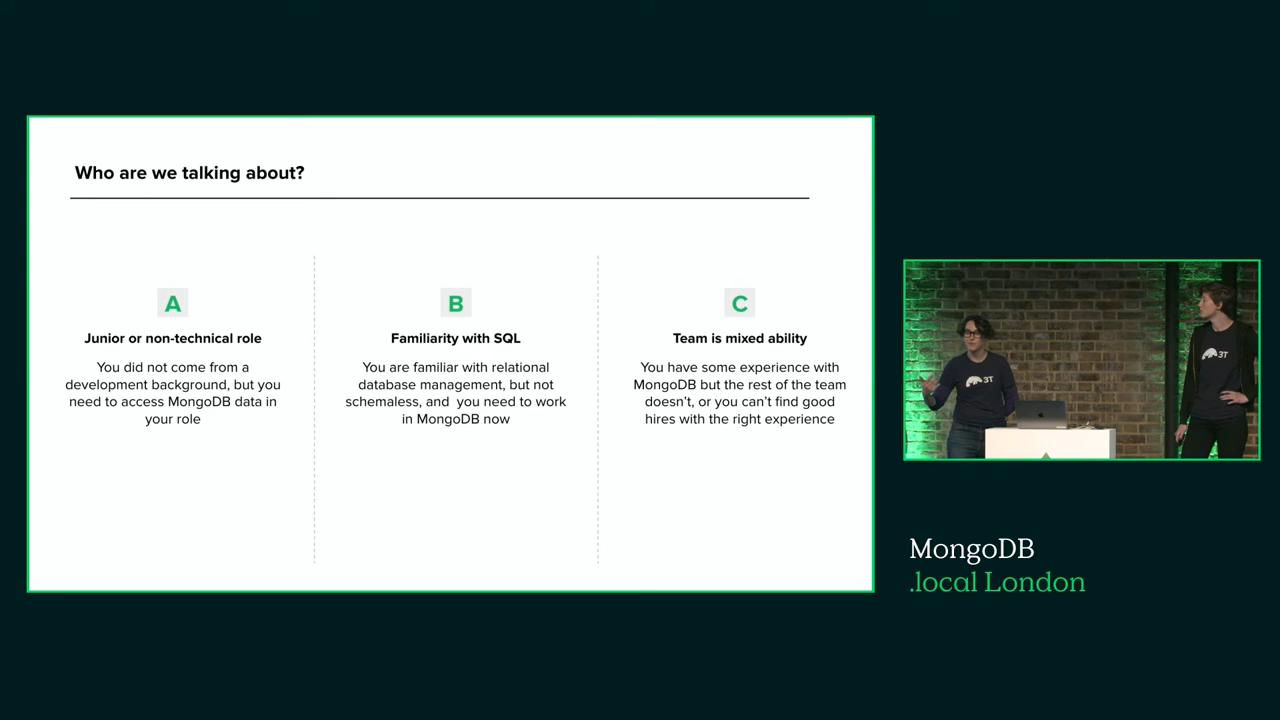 Who are we talking about?
A
Junior or non-technical role
You did not come from a
development background, but you
need to access MongoDB data in
your role
B
Familiarity with SQL
You are familiar with relational
database management, but not
schemaless, and  you need to work
in MongoDB now
C
Team is mixed ability
You have some experience with
MongoDB but the rest of the team
doesn’t, or you can’t find good
hires with the right experience
3T
3T
MongoDB
.local London